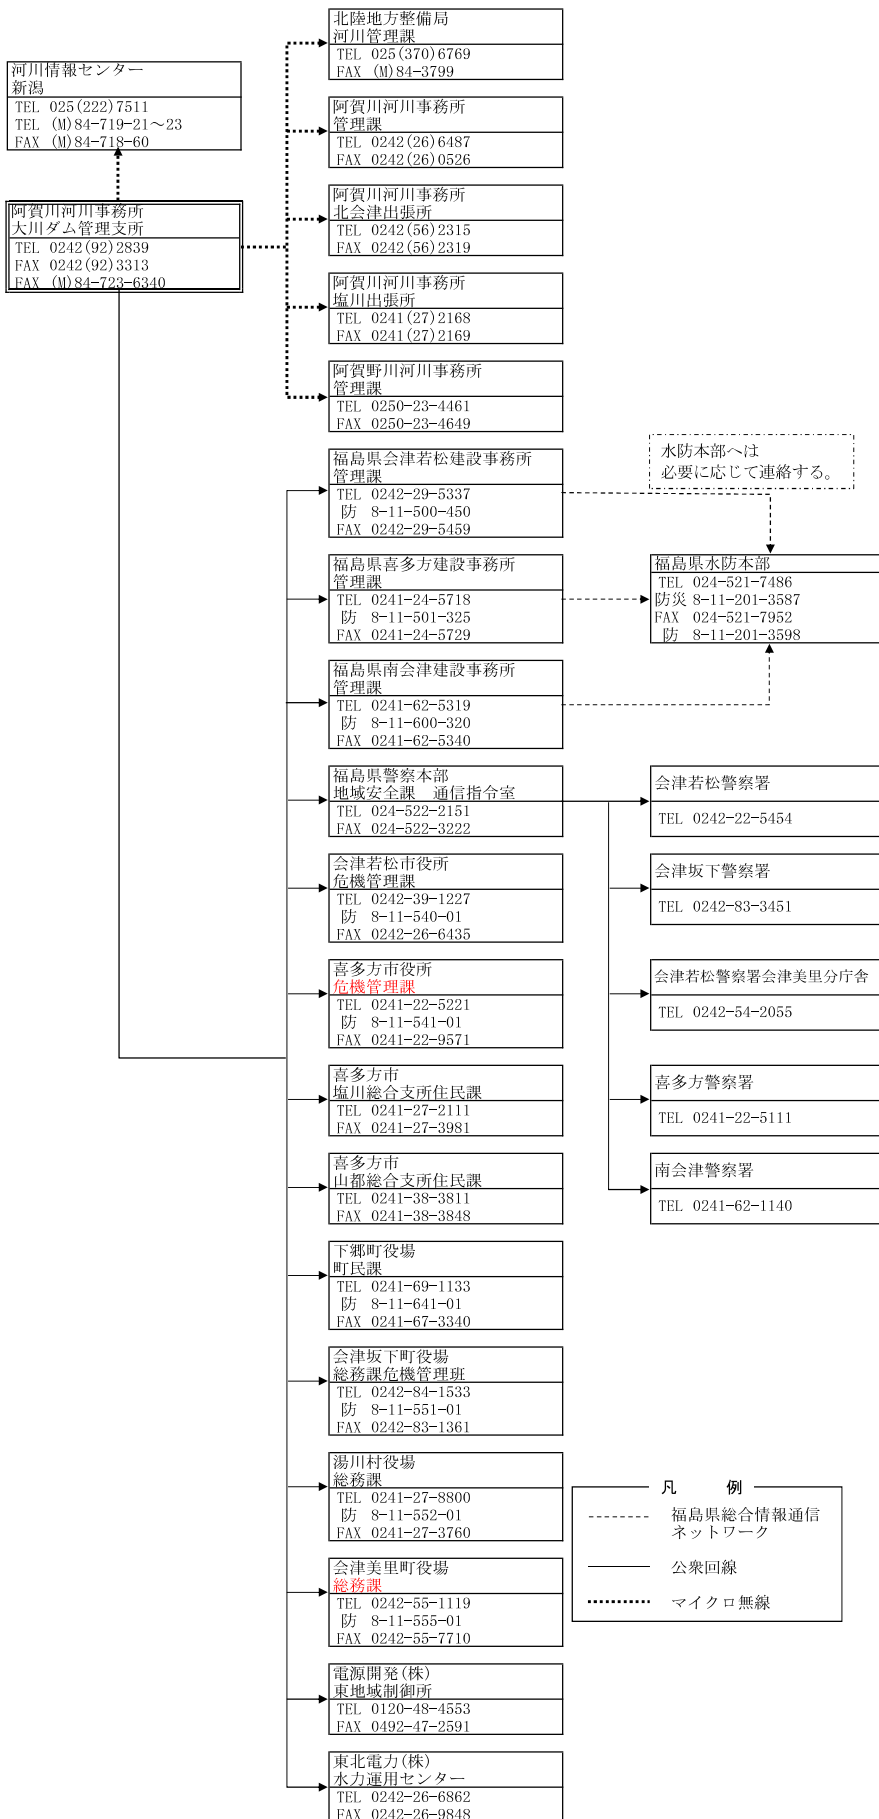 河川情報センター
新潟
TEL 025(222)7511
TEL (M)84-719-21～23
FAX (M)84-718-60
阿賀川河川事務所
大川ダム管理支所
TEL 0242(92)2839
FAX 0242(92)3313
FAX (M)84-723-6340
北陸地方整備局
河川管理課
TEL 025(370)6769
FAX (M)84-3799
阿賀川河川事務所
管理課
TEL 0242(26)6487
FAX 0242(26)0526
阿賀川河川事務所
北会津出張所
TEL 0242(56)2315
FAX 0242(56)2319
阿賀川河川事務所
塩川出張所
TEL 0241(27)2168
FAX 0241(27)2169
阿賀野川河川事務所
管理課
TEL 0250-23-4461
FAX 0250-23-4649
福島県会津若松建設事務所
管理課
TEL 0242-29-5337
防 8-11-500-450
FAX 0242-29-5459
福島県喜多方建設事務所
管理課
TEL 0241-24-5718
防 8-11-501-325
FAX 0241-24-5729
福島県南会津建設事務所
管理課
TEL 0241-62-5319
防 8-11-600-320
FAX 0241-62-5340
福島県警察本部
地域安全課 通信指令室
TEL 024-522-2151
FAX 024-522-3222
会津若松市役所
危機管理課
TEL 0242-39-1227
防 8-11-540-01
FAX 0242-26-6435
喜多方市役所
危機管理課
TEL 0241-22-5221
防 8-11-541-01
FAX 0241-22-9571
喜多方市
塩川総合支所住民課
TEL 0241-27-2111
FAX 0241-27-3981
喜多方市
山都総合支所住民課
TEL 0241-38-3811
FAX 0241-38-3848
下郷町役場
町民課
TEL 0241-69-1133
防 8-11-641-01
FAX 0241-67-3340
会津坂下町役場
総務課危機管理班
TEL 0242-84-1533
防 8-11-551-01
FAX 0242-83-1361
湯川村役場
総務課
TEL 0241-27-8800
防 8-11-552-01
FAX 0241-27-3760
会津美里町役場
総務課
TEL 0242-55-1119
防 8-11-555-01
FAX 0242-55-7710
電源開発(株)
東地域制御所
TEL 0120-48-4553
FAX 0492-47-2591
東北電力(株)
水力運用センター
TEL 0242-26-6862
FAX 0242-26-9848
水防本部へは
必要に応じて連絡する。
福島県水防本部
TEL 024-521-7486
防災 8-11-201-3587
FAX 024-521-7952
防 8-11-201-3598
会津若松警察署
TEL 0242-22-5454
会津坂下警察署
TEL 0242-83-3451
会津若松警察署会津美里分庁舎
TEL 0242-54-2055
喜多方警察署
TEL 0241-22-5111
南会津警察署
TEL 0241-62-1140
凡 例
福島県総合情報通信
ネットワーク
公衆回線
マイクロ無線